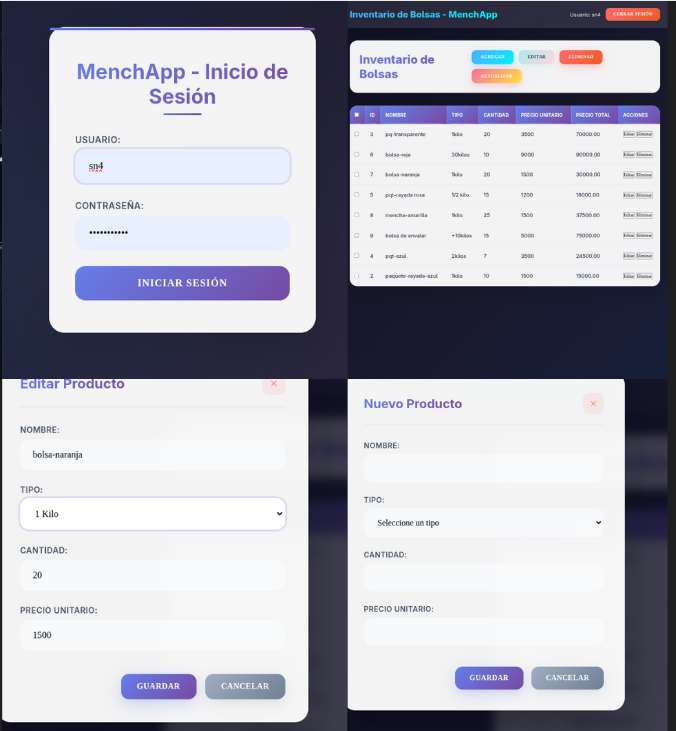 MenchApp - Inicio de
Sesión
USUARIO:
sn4
CONTRASEÑA:
•••••••••••
INICIAR SESIÓN
Inventario de Bolsas - MenchApp
Usuario: sn4
CERRAR SESIÓN
Inventario de
Bolsas
AGREGAR
EDITAR
ELIMINAR
ACTUALIZAR
ID NOMBRE TIPO CANTIDAD PRECIO UNITARIO PRECIO TOTAL ACCIONES
3 pq-transparente 1kilo 20 3500 70000.00 Editar Eliminar
6 bolsa-roja 30kilos 10 9000 90000.00 Editar Eliminar
7 bolsa-naranja 1kilo 20 1500 30000.00 Editar Eliminar
5 pqt-rayada rosa 1/2 kilo 15 1200 18000.00 Editar Eliminar
8 mencha-amarilla 1kilo 25 1500 37500.00 Editar Eliminar
9 bolsa de envalar +10kilos 15 5000 75000.00 Editar Eliminar
4 pqt-azul 2kilos 7 3500 24500.00 Editar Eliminar
2 paquete-rayado-azul 1kilo 10 1500 15000.00 Editar Eliminar
Editar Producto
×
NOMBRE:
bolsa-naranja
TIPO:
1 Kilo
CANTIDAD:
20
PRECIO UNITARIO:
1500
GUARDAR
CANCELAR
Nuevo Producto
×
NOMBRE:
TIPO:
Seleccione un tipo
CANTIDAD:
PRECIO UNITARIO:
GUARDAR
CANCELAR